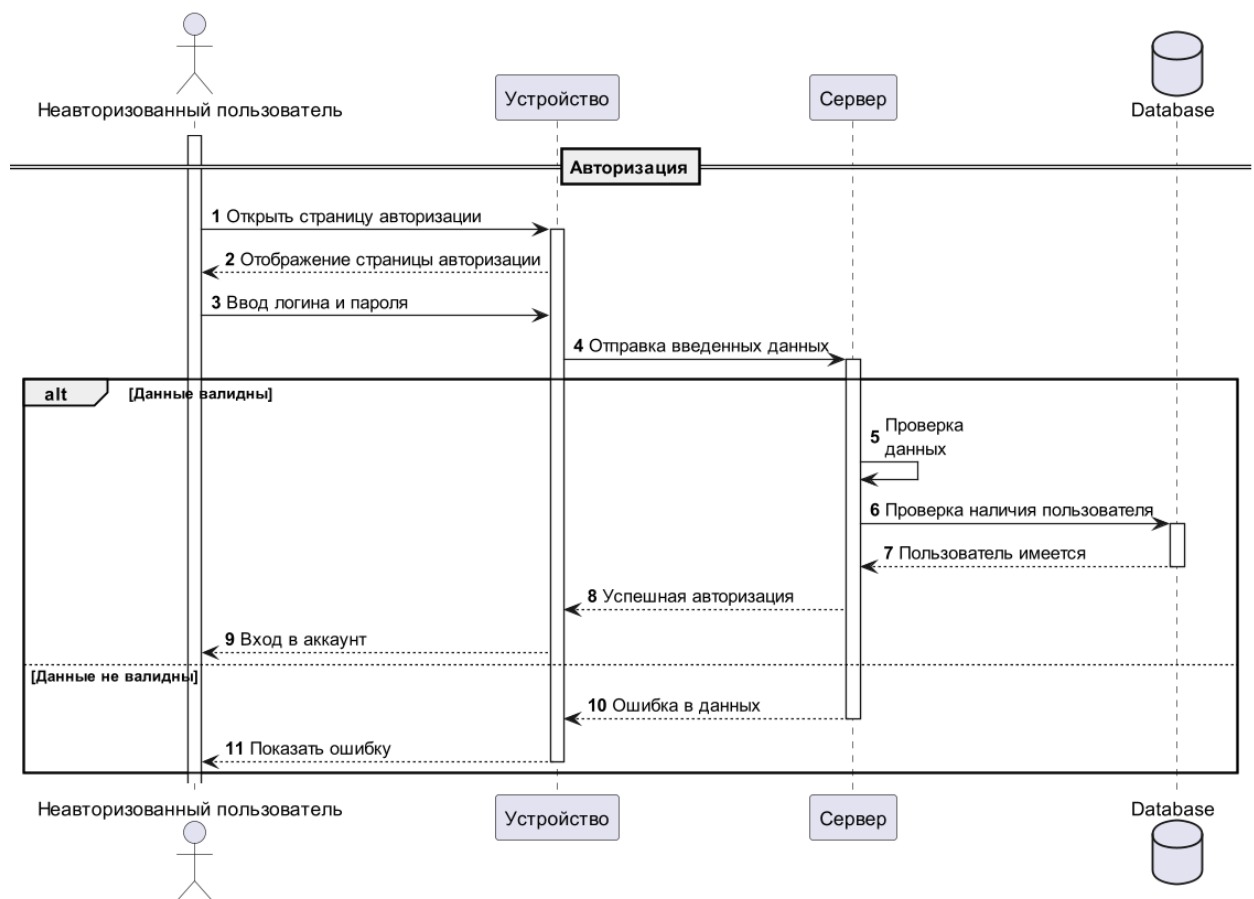 Неавторизованный пользователь
Устройство
Сервер
Database
Авторизация
1 Открыть страницу авторизации
2 Отображение страницы авторизации
3 Ввод логина и пароля
4 Отправка введенных данных
alt [Данные валидны]
5 Проверка
данных
6 Проверка наличия пользователя
7 Пользователь имеется
8 Успешная авторизация
9 Вход в аккаунт
[Данные не валидны]
10 Ошибка в данных
11 Показать ошибку
Неавторизованный пользователь
Устройство
Сервер
Database